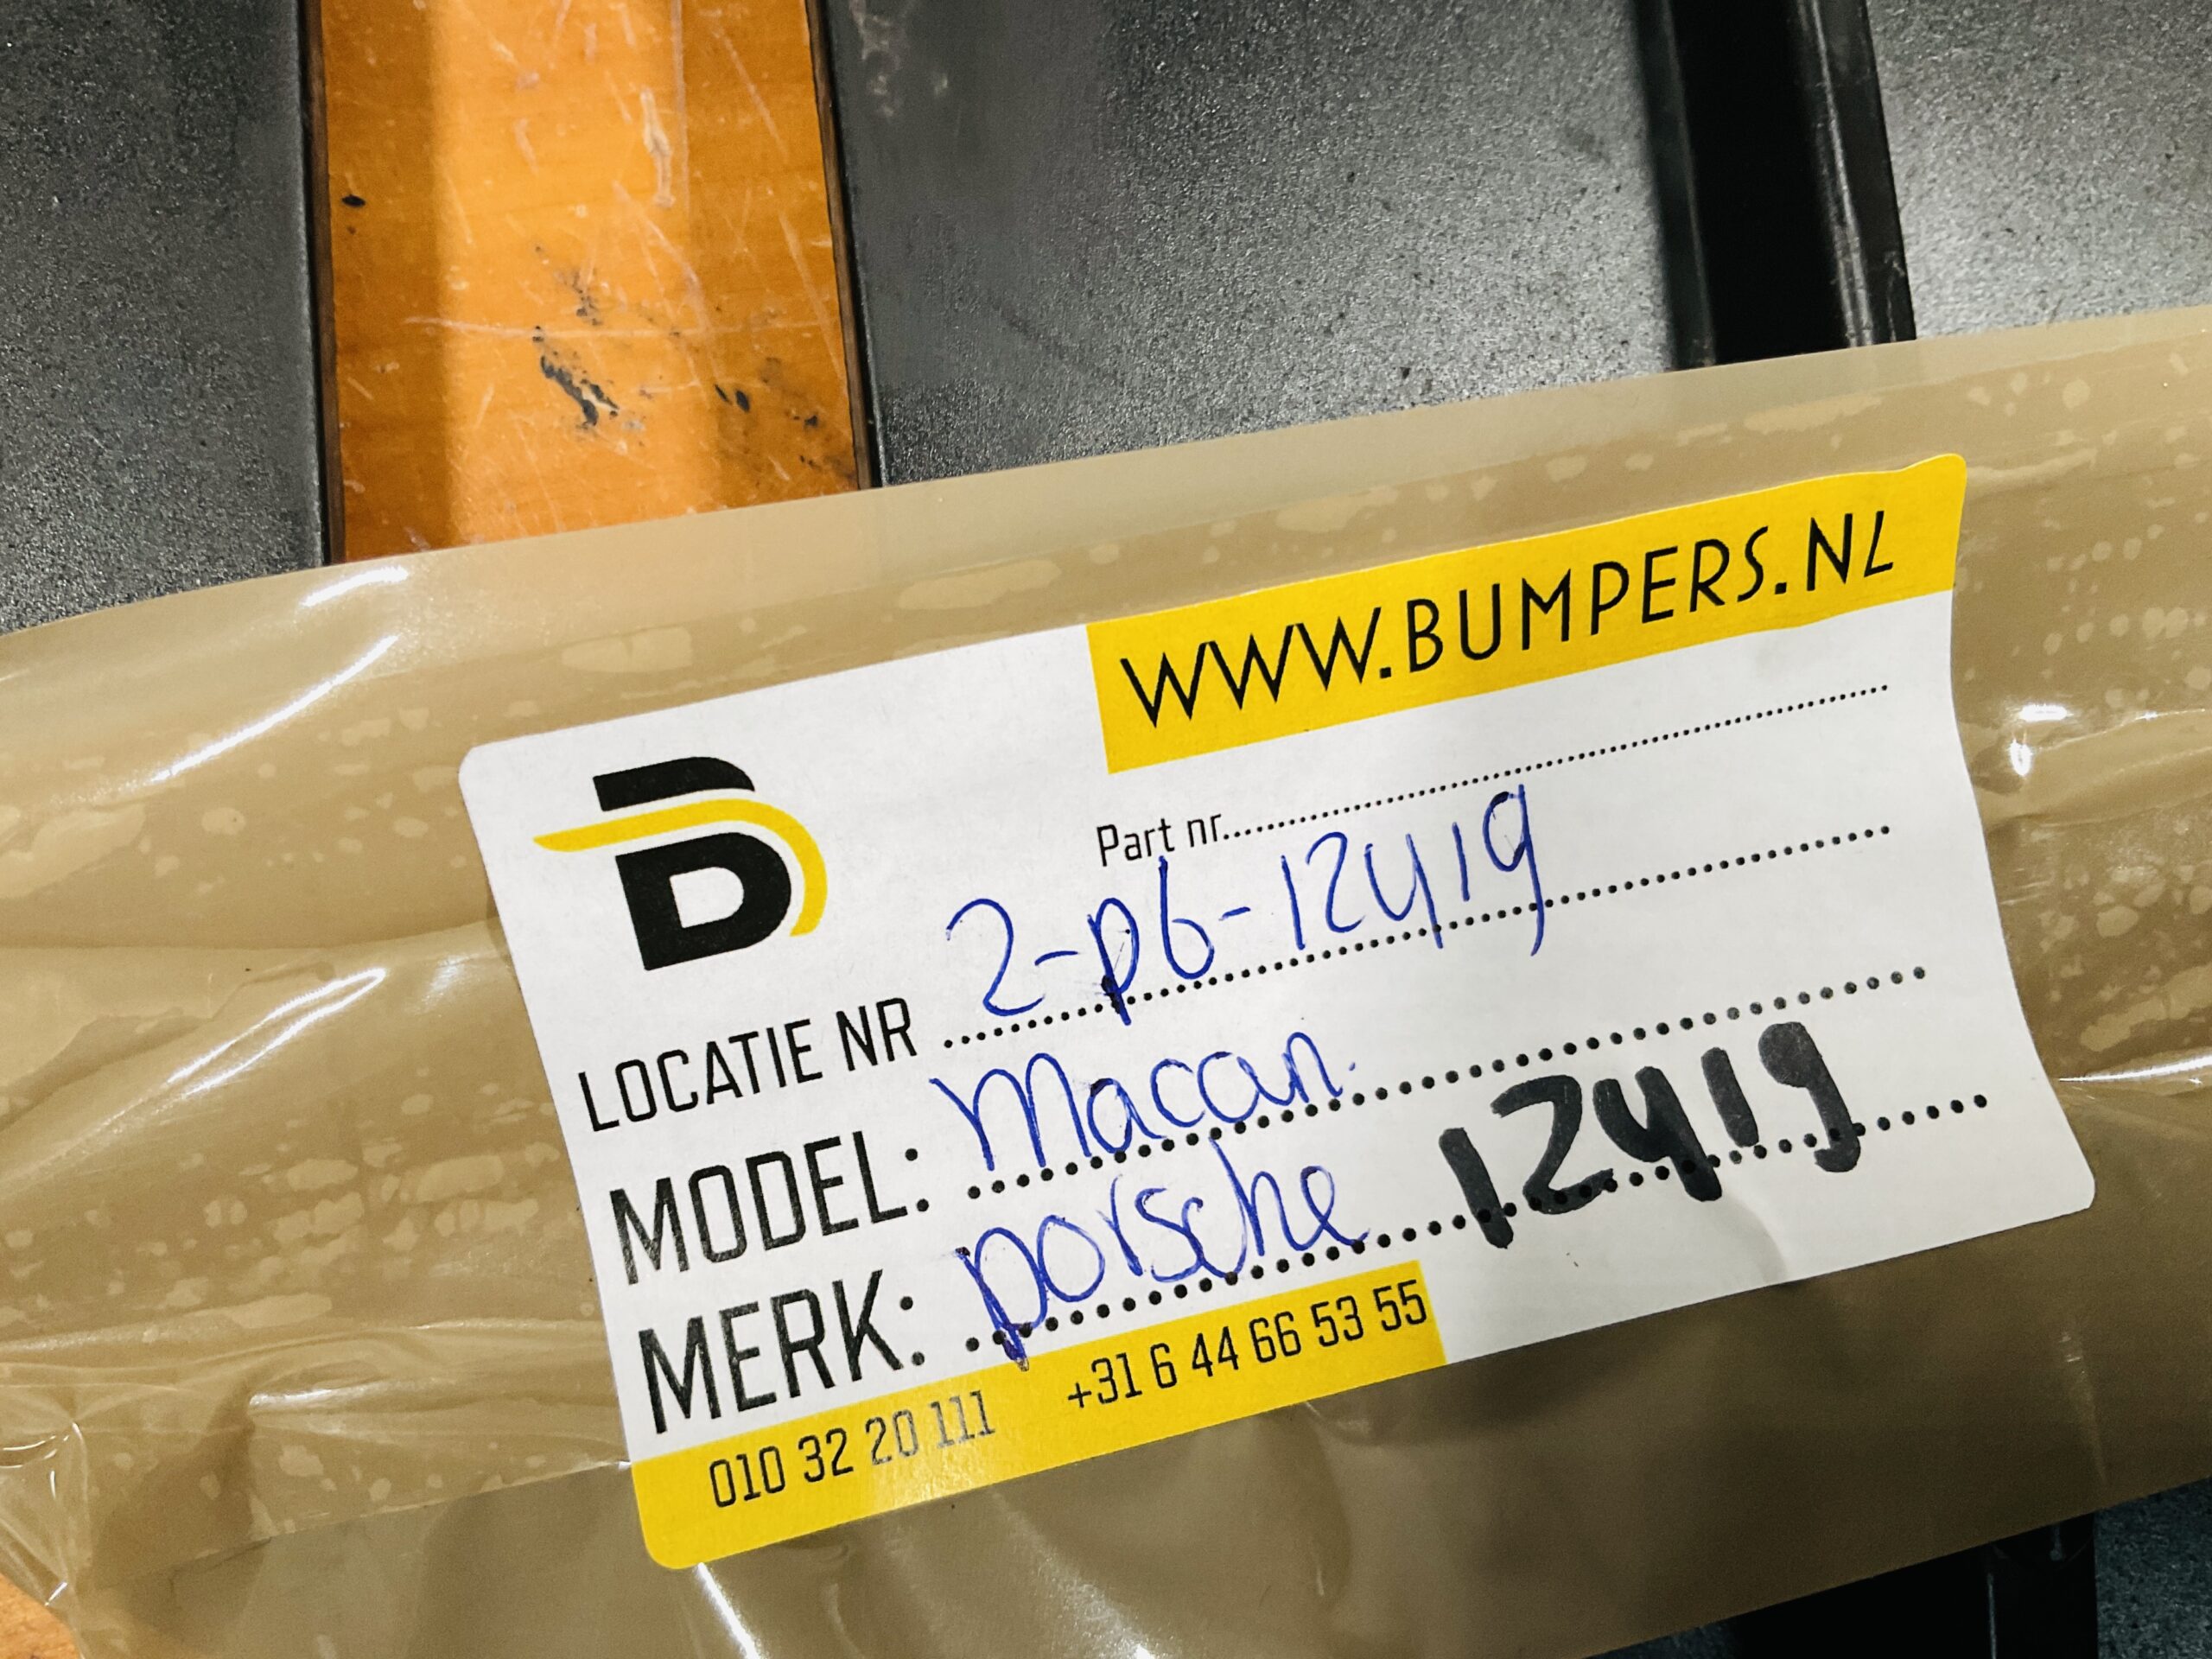 WWW.BUMPERS.NL
Part nr..........
LOCATIE NR 2-p6-12419
MODEL: Macan.
MERK: porsche 12419
010 32 20 111 +31 6 44 66 53 55